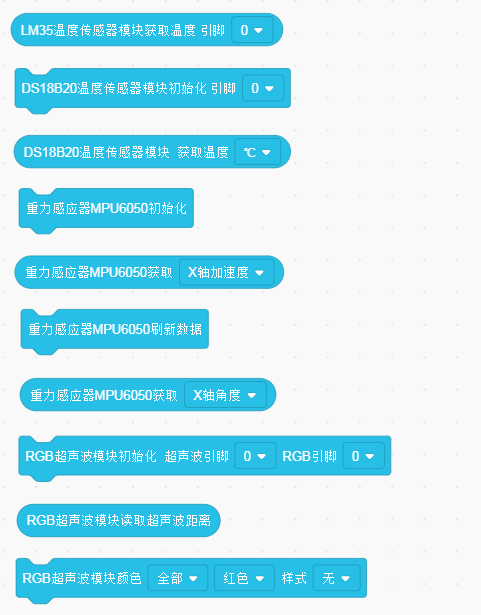 LM35温度传感器模块获取温度 引脚 0
DS18B20温度传感器模块初始化 引脚 0
DS18B20温度传感器模块 获取温度 ℃
重力感应器MPU6050初始化
重力感应器MPU6050获取 X轴加速度
重力感应器MPU6050刷新数据
重力感应器MPU6050获取 X轴角度
RGB超声波模块初始化 超声波引脚 0 RGB引脚 0
RGB超声波模块读取超声波距离
RGB超声波模块颜色 全部 红色 样式 无